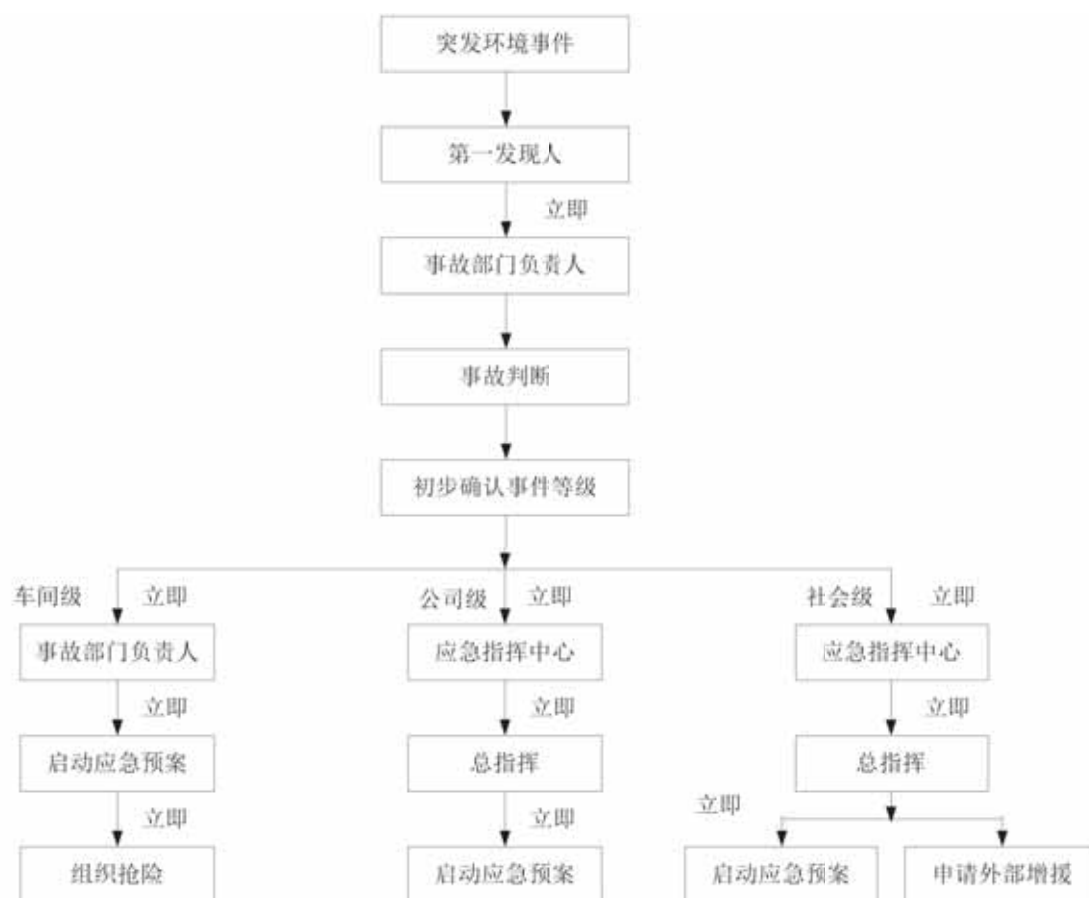 突发环境事件
第一发现人
立即
事故部门负责人
事故判断
初步确认事件等级
车间级 立即 公司级 立即 社会级 立即
事故部门负责人 应急指挥中心 应急指挥中心
立即 立即 立即
启动应急预案 总指挥 总指挥
立即 立即 立即
组织抢险 启动应急预案 启动应急预案 申请外部增援